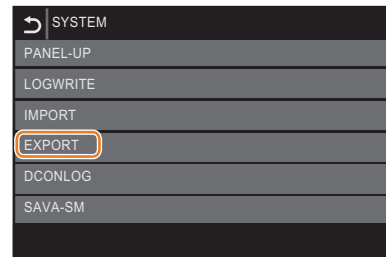 SYSTEM
PANEL-UP
LOGWRITE
IMPORT
EXPORT
DCONLOG
SAVA-SM